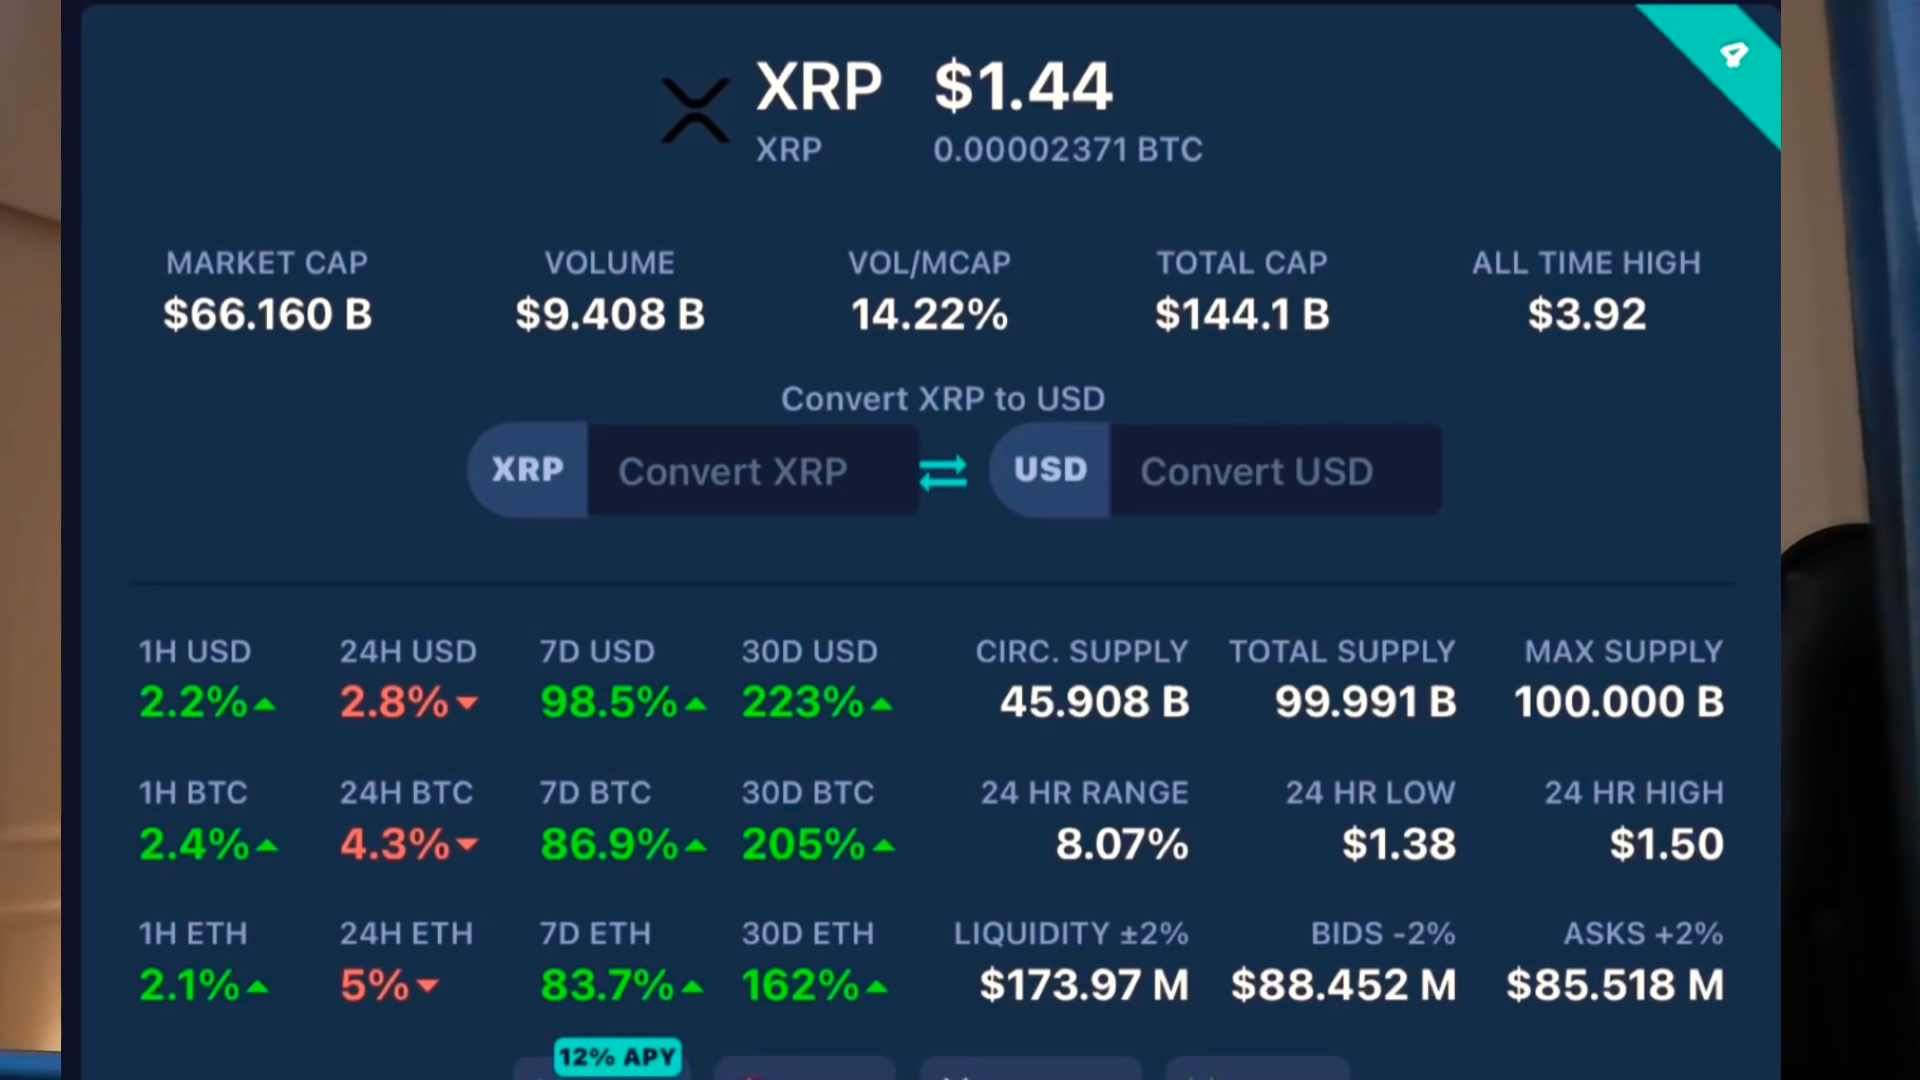 XRP $1.44
XRP 0.00002371 BTC
4
MARKET CAP VOLUME VOL/MCAP TOTAL CAP ALL TIME HIGH
$66.160 B $9.408 B 14.22% $144.1 B $3.92
Convert XRP to USD
XRP Convert XRP USD Convert USD
1H USD 24H USD 7D USD 30D USD CIRC. SUPPLY TOTAL SUPPLY MAX SUPPLY
2.2% 2.8% 98.5% 223% 45.908 B 99.991 B 100.000 B
1H BTC 24H BTC 7D BTC 30D BTC 24 HR RANGE 24 HR LOW 24 HR HIGH
2.4% 4.3% 86.9% 205% 8.07% $1.38 $1.50
1H ETH 24H ETH 7D ETH 30D ETH LIQUIDITY ±2% BIDS -2% ASKS +2%
2.1% 5% 83.7% 162% $173.97 M $88.452 M $85.518 M
12% APY